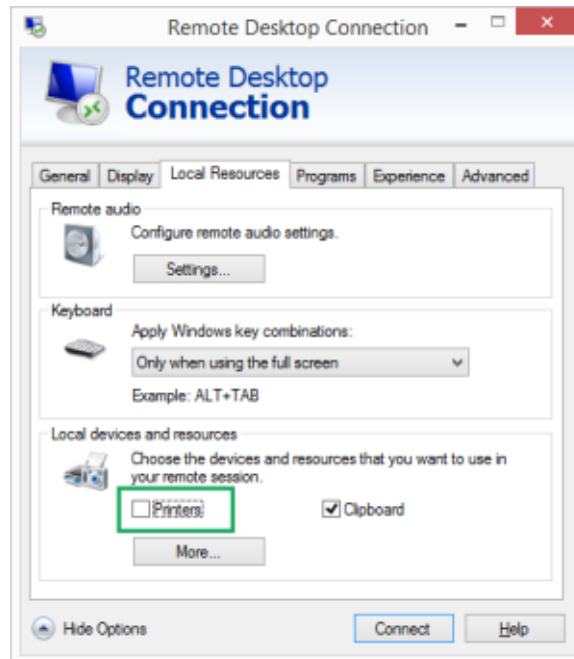 Remote Desktop Connection
Remote Desktop
Connection
General Display Local Resources Programs Experience Advanced
Remote audio
Configure remote audio settings.
Settings...
Keyboard
Apply Windows key combinations:
Only when using the full screen
Example: ALT+TAB
Local devices and resources
Choose the devices and resources that you want to use in
your remote session.
Printers Clipboard
More...
Hide Options Connect Help